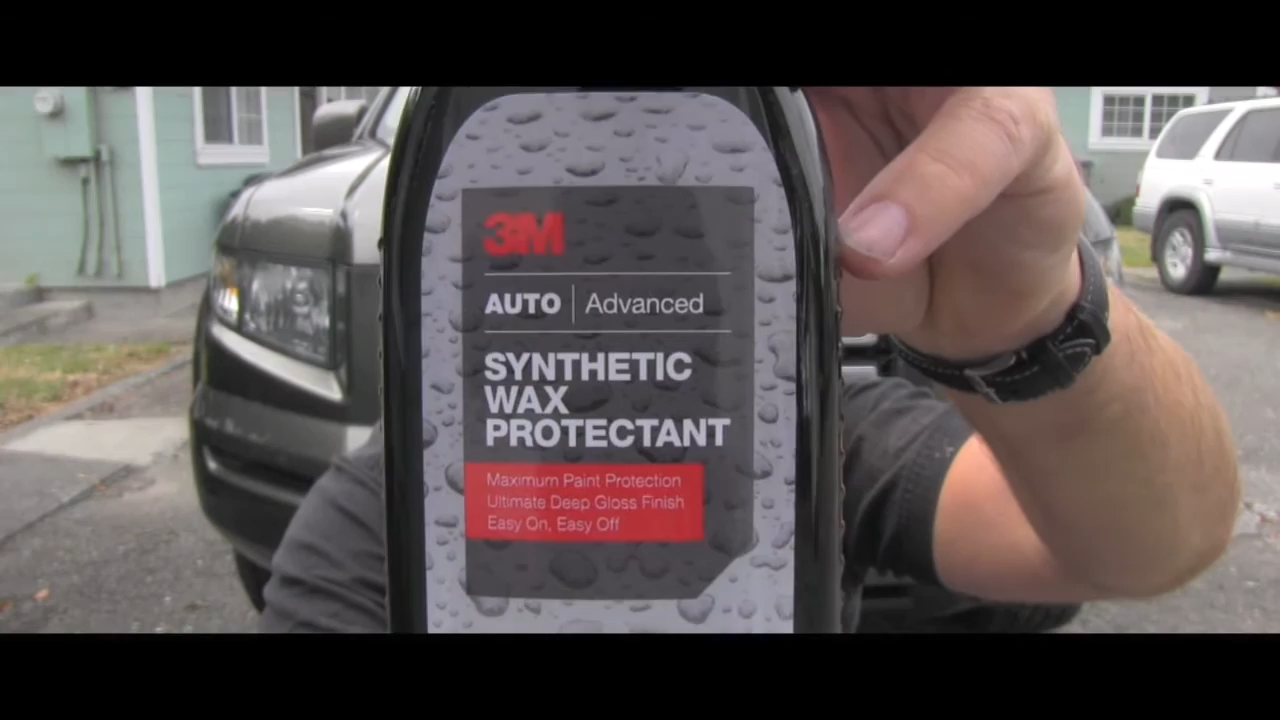 3M
AUTO | Advanced
SYNTHETIC
WAX
PROTECTANT
Maximum Paint Protection
Ultimate Deep Gloss Finish
Easy On, Easy Off